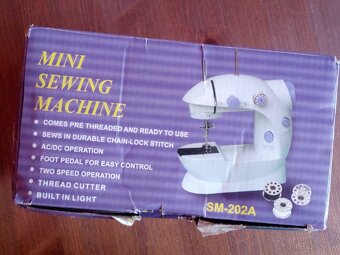 MINI
SEWING
MACHINE
• COMES PRE THREADED AND READY TO USE
• SEWS IN DURABLE CHAIN-LOCK STITCH
• AC/DC OPERATION
• FOOT PEDAL FOR EASY CONTROL
• TWO SPEED OPERATION
• THREAD CUTTER
• BUILT IN LIGHT
SM-202A